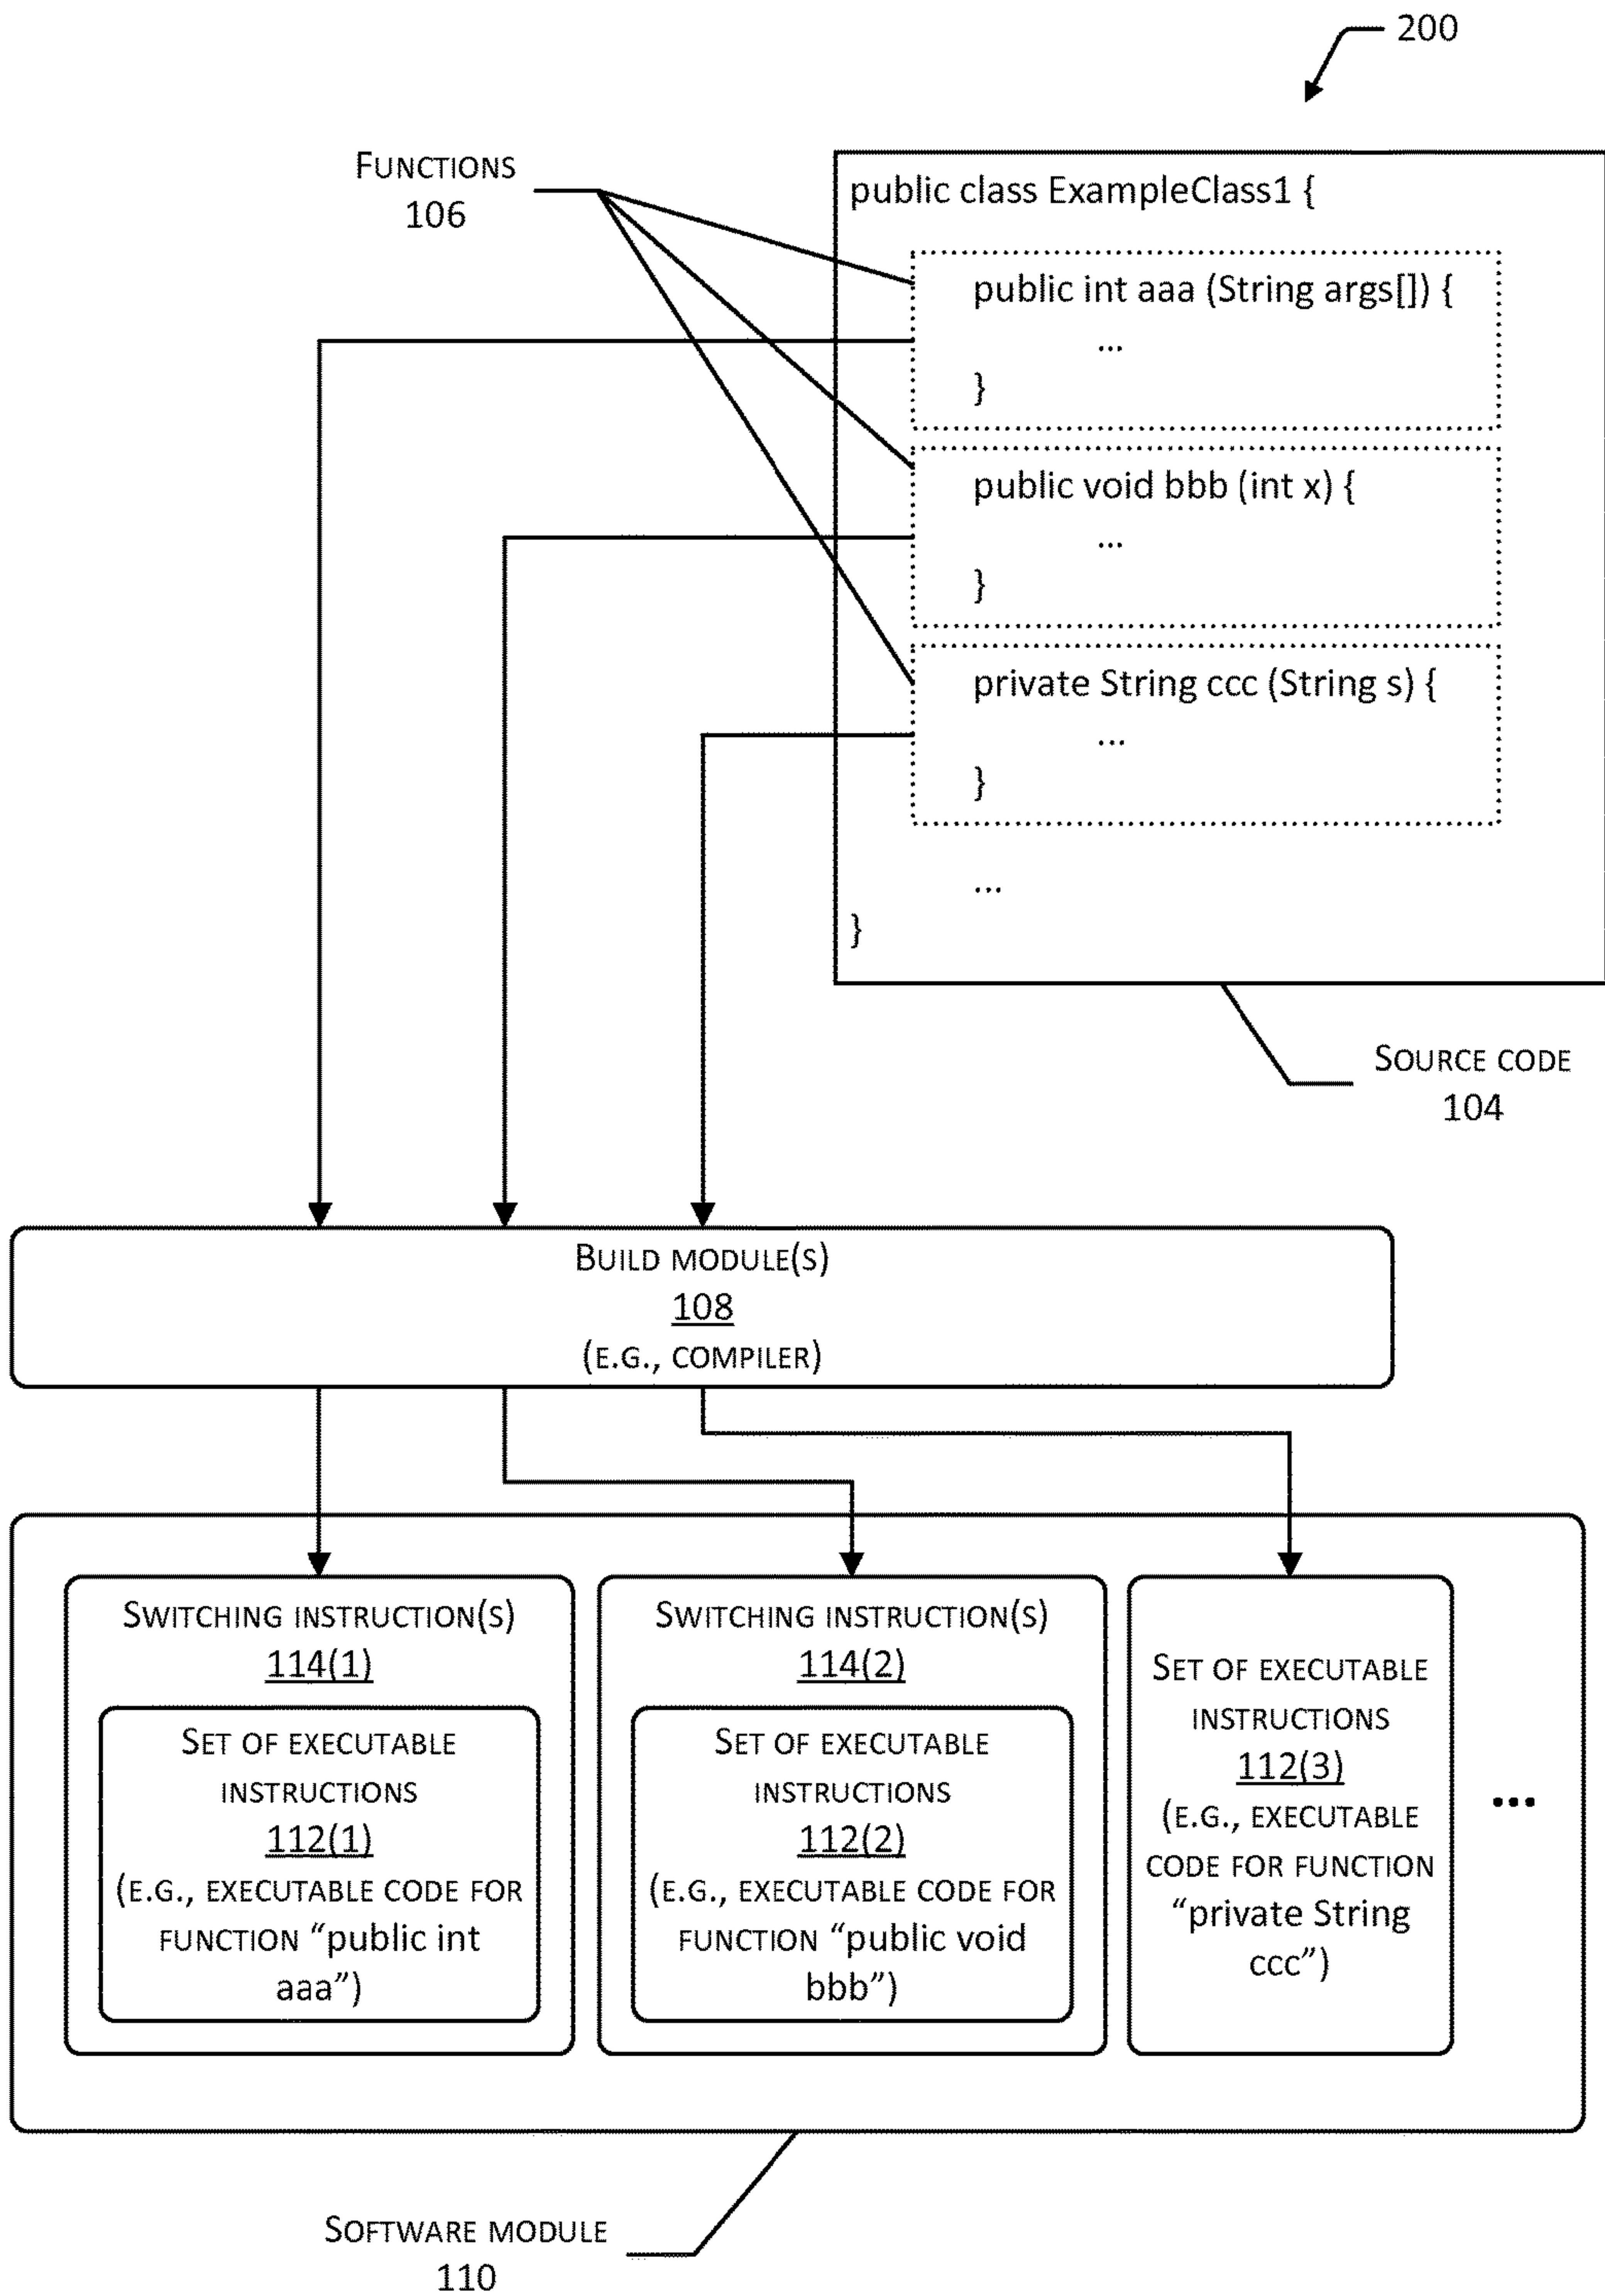 200
FUNCTIONS
106
public class ExampleClass1 {
public int aaa (String args[]) {
...
}
public void bbb (int x) {
...
}
private String ccc (String s) {
...
}
...
}
SOURCE CODE
104
BUILD MODULE(S)
108
(E.G., COMPILER)
SWITCHING INSTRUCTION(S)
114(1)
SET OF EXECUTABLE
INSTRUCTIONS
112(1)
(E.G., EXECUTABLE CODE FOR
FUNCTION “public int
aaa”)
SWITCHING INSTRUCTION(S)
114(2)
SET OF EXECUTABLE
INSTRUCTIONS
112(2)
(E.G., EXECUTABLE CODE FOR
FUNCTION “public void
bbb”)
SET OF EXECUTABLE
INSTRUCTIONS
112(3)
(E.G., EXECUTABLE
CODE FOR FUNCTION
“private String
ccc”)
...
SOFTWARE MODULE
110